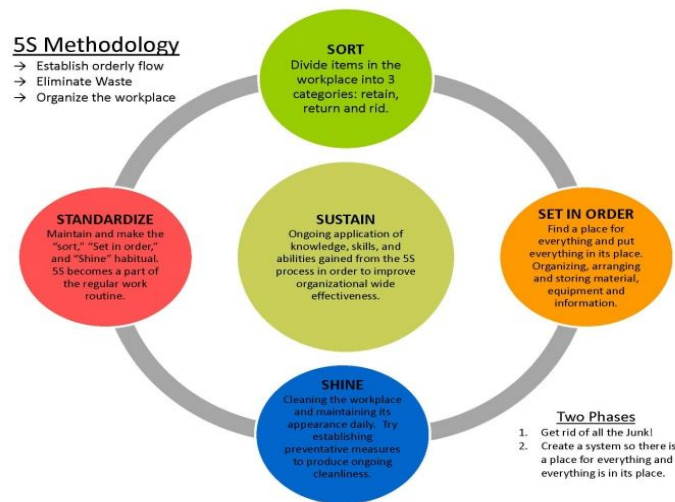 5S Methodology
→ Establish orderly flow
→ Eliminate Waste
→ Organize the workplace
SORT
Divide items in the
workplace into 3
categories: retain,
return and rid.
STANDARDIZE
Maintain and make the
“sort,” “Set in order,”
and “Shine” habitual.
5S becomes a part of
the regular work
routine.
SUSTAIN
Ongoing application of
knowledge, skills, and
abilities gained from the 5S
process in order to improve
organizational wide
effectiveness.
SET IN ORDER
Find a place for
everything and put
everything in its place.
Organizing, arranging
and storing material,
equipment and
information.
SHINE
Cleaning the workplace
and maintaining its
appearance daily. Try
establishing
preventative measures
to produce ongoing
cleanliness.
Two Phases
1. Get rid of all the Junk!
2. Create a system so there is
a place for everything and
everything is in its place.